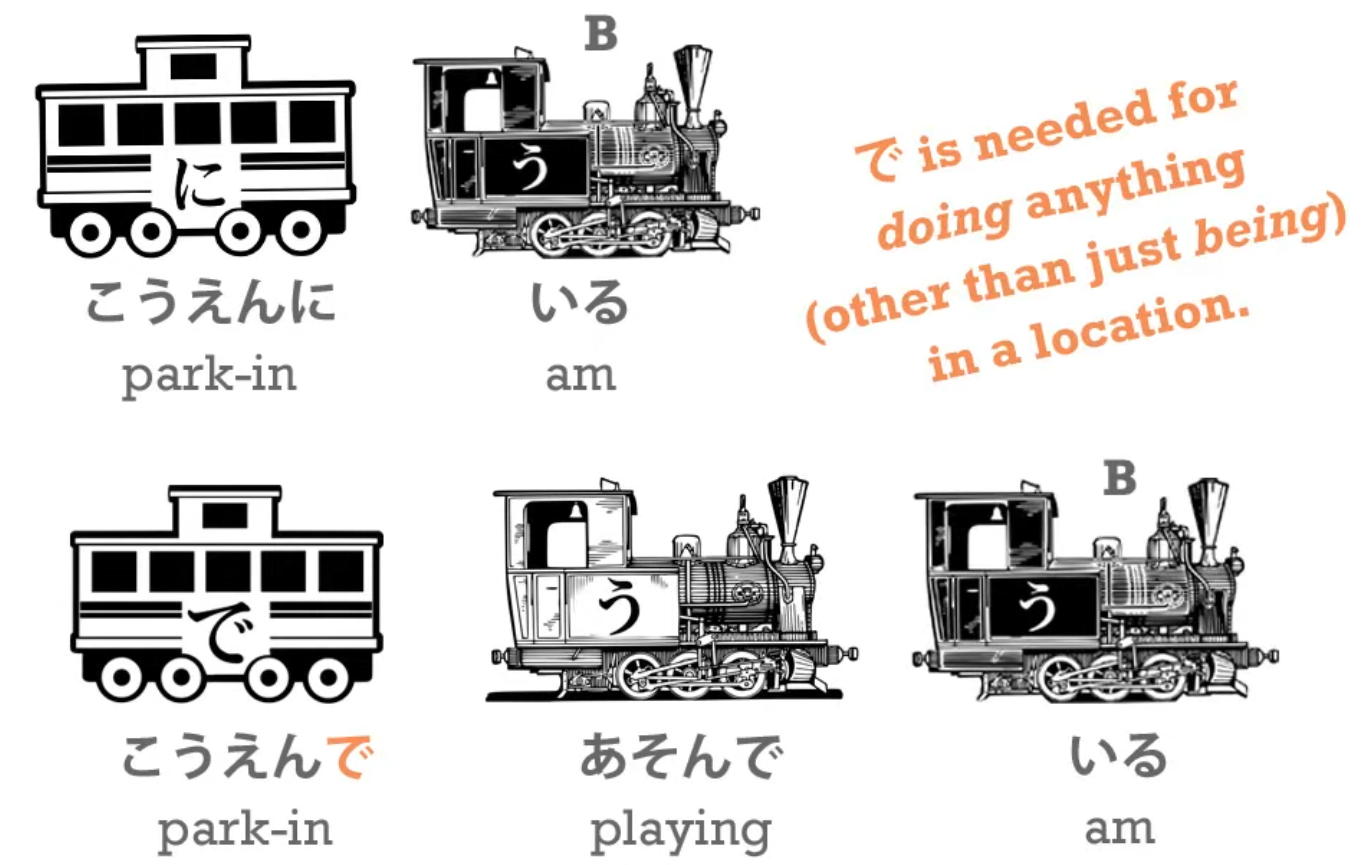 B
に
う
こうえんに
いる
park-in
am
で is needed for
doing anything
(other than just being)
in a location.
B
で
う
う
こうえんで
あそんで
いる
park-in
playing
am